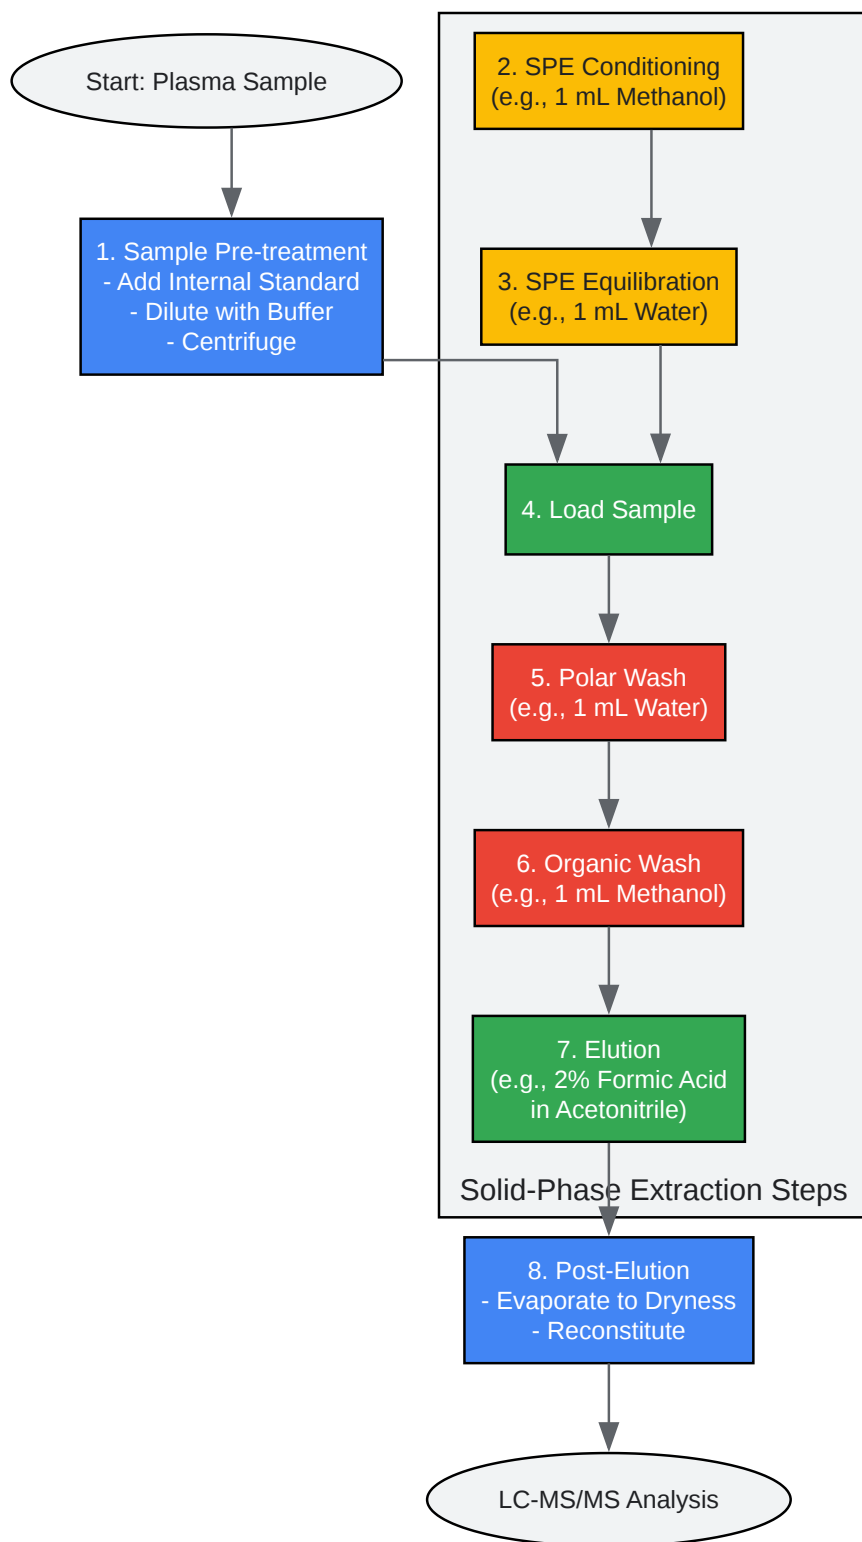 Start: Plasma Sample
1. Sample Pre-treatment
- Add Internal Standard
- Dilute with Buffer
- Centrifuge
2. SPE Conditioning
(e.g., 1 mL Methanol)
3. SPE Equilibration
(e.g., 1 mL Water)
4. Load Sample
5. Polar Wash
(e.g., 1 mL Water)
6. Organic Wash
(e.g., 1 mL Methanol)
7. Elution
(e.g., 2% Formic Acid
in Acetonitrile)
Solid-Phase Extraction Steps
8. Post-Elution
- Evaporate to Dryness
- Reconstitute
LC-MS/MS Analysis